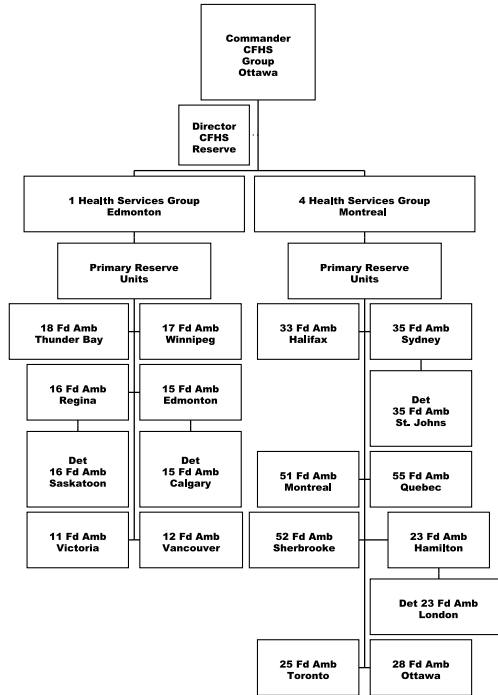 Commander
CFHS
Group
Ottawa
Director
CFHS
Reserve
1 Health Services Group
Edmonton
4 Health Services Group
Montreal
Primary Reserve
Units
Primary Reserve
Units
18 Fd Amb
Thunder Bay
17 Fd Amb
Winnipeg
33 Fd Amb
Halifax
35 Fd Amb
Sydney
16 Fd Amb
Regina
15 Fd Amb
Edmonton
Det
35 Fd Amb
St. Johns
Det
16 Fd Amb
Saskatoon
Det
15 Fd Amb
Calgary
51 Fd Amb
Montreal
55 Fd Amb
Quebec
11 Fd Amb
Victoria
12 Fd Amb
Vancouver
52 Fd Amb
Sherbrooke
23 Fd Amb
Hamilton
Det 23 Fd Amb
London
25 Fd Amb
Toronto
28 Fd Amb
Ottawa